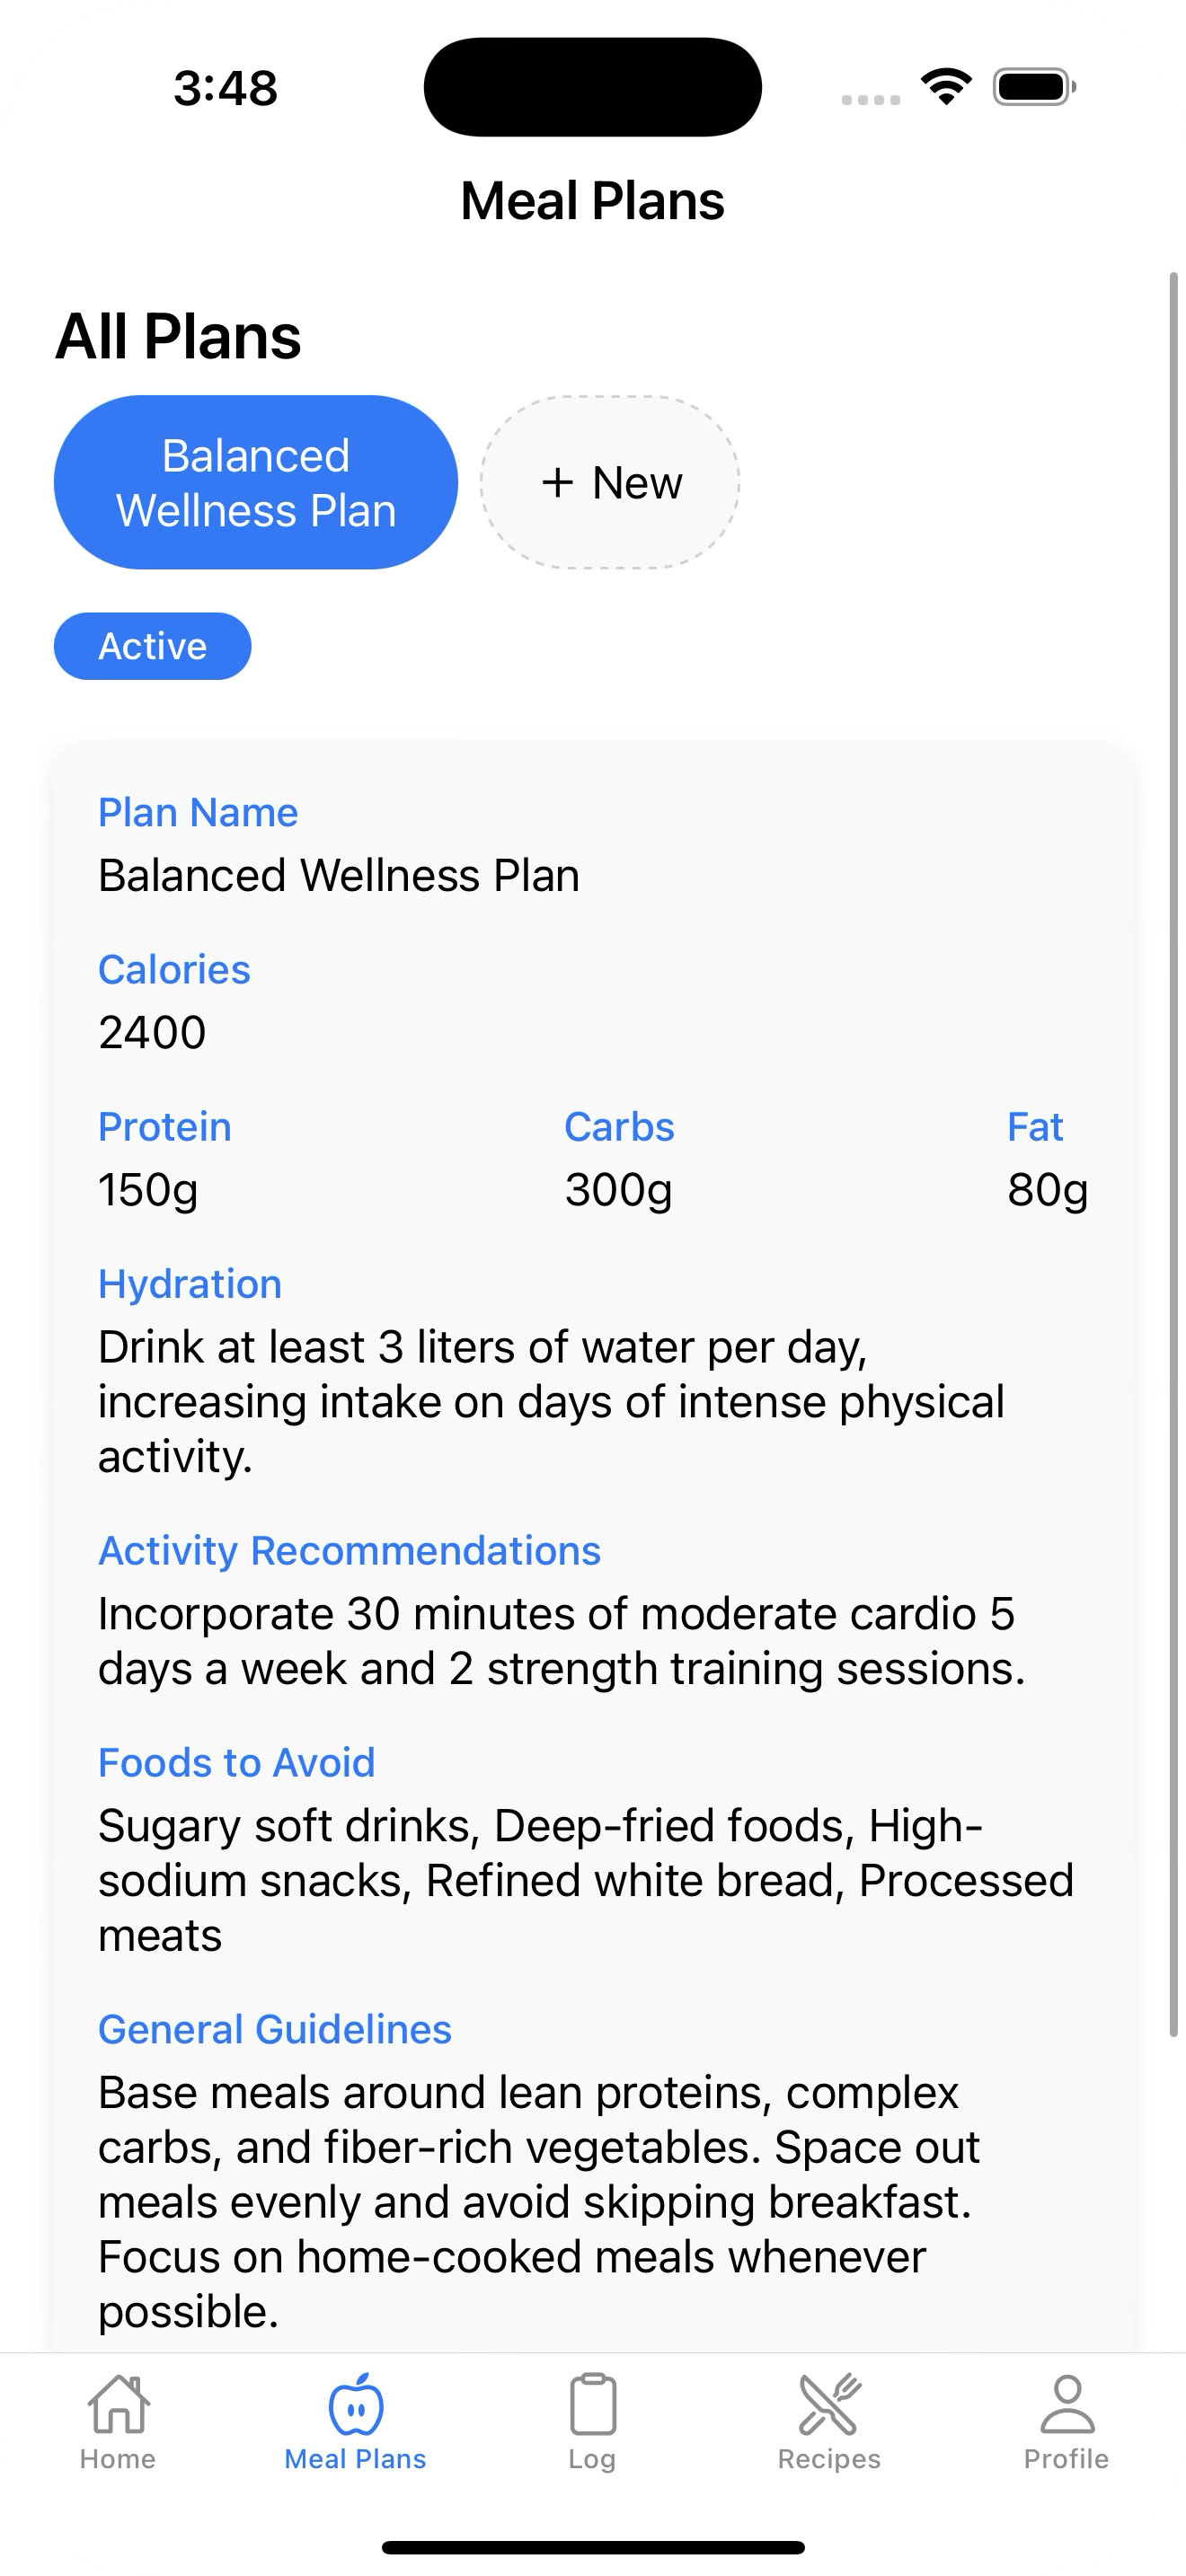 3:48
Meal Plans
All Plans
Balanced
Wellness Plan
+ New
Active
Plan Name
Balanced Wellness Plan
Calories
2400
Protein Carbs Fat
150g 300g 80g
Hydration
Drink at least 3 liters of water per day,
increasing intake on days of intense physical
activity.
Activity Recommendations
Incorporate 30 minutes of moderate cardio 5
days a week and 2 strength training sessions.
Foods to Avoid
Sugary soft drinks, Deep-fried foods, High-
sodium snacks, Refined white bread, Processed
meats
General Guidelines
Base meals around lean proteins, complex
carbs, and fiber-rich vegetables. Space out
meals evenly and avoid skipping breakfast.
Focus on home-cooked meals whenever
possible.
Home Meal Plans Log Recipes Profile